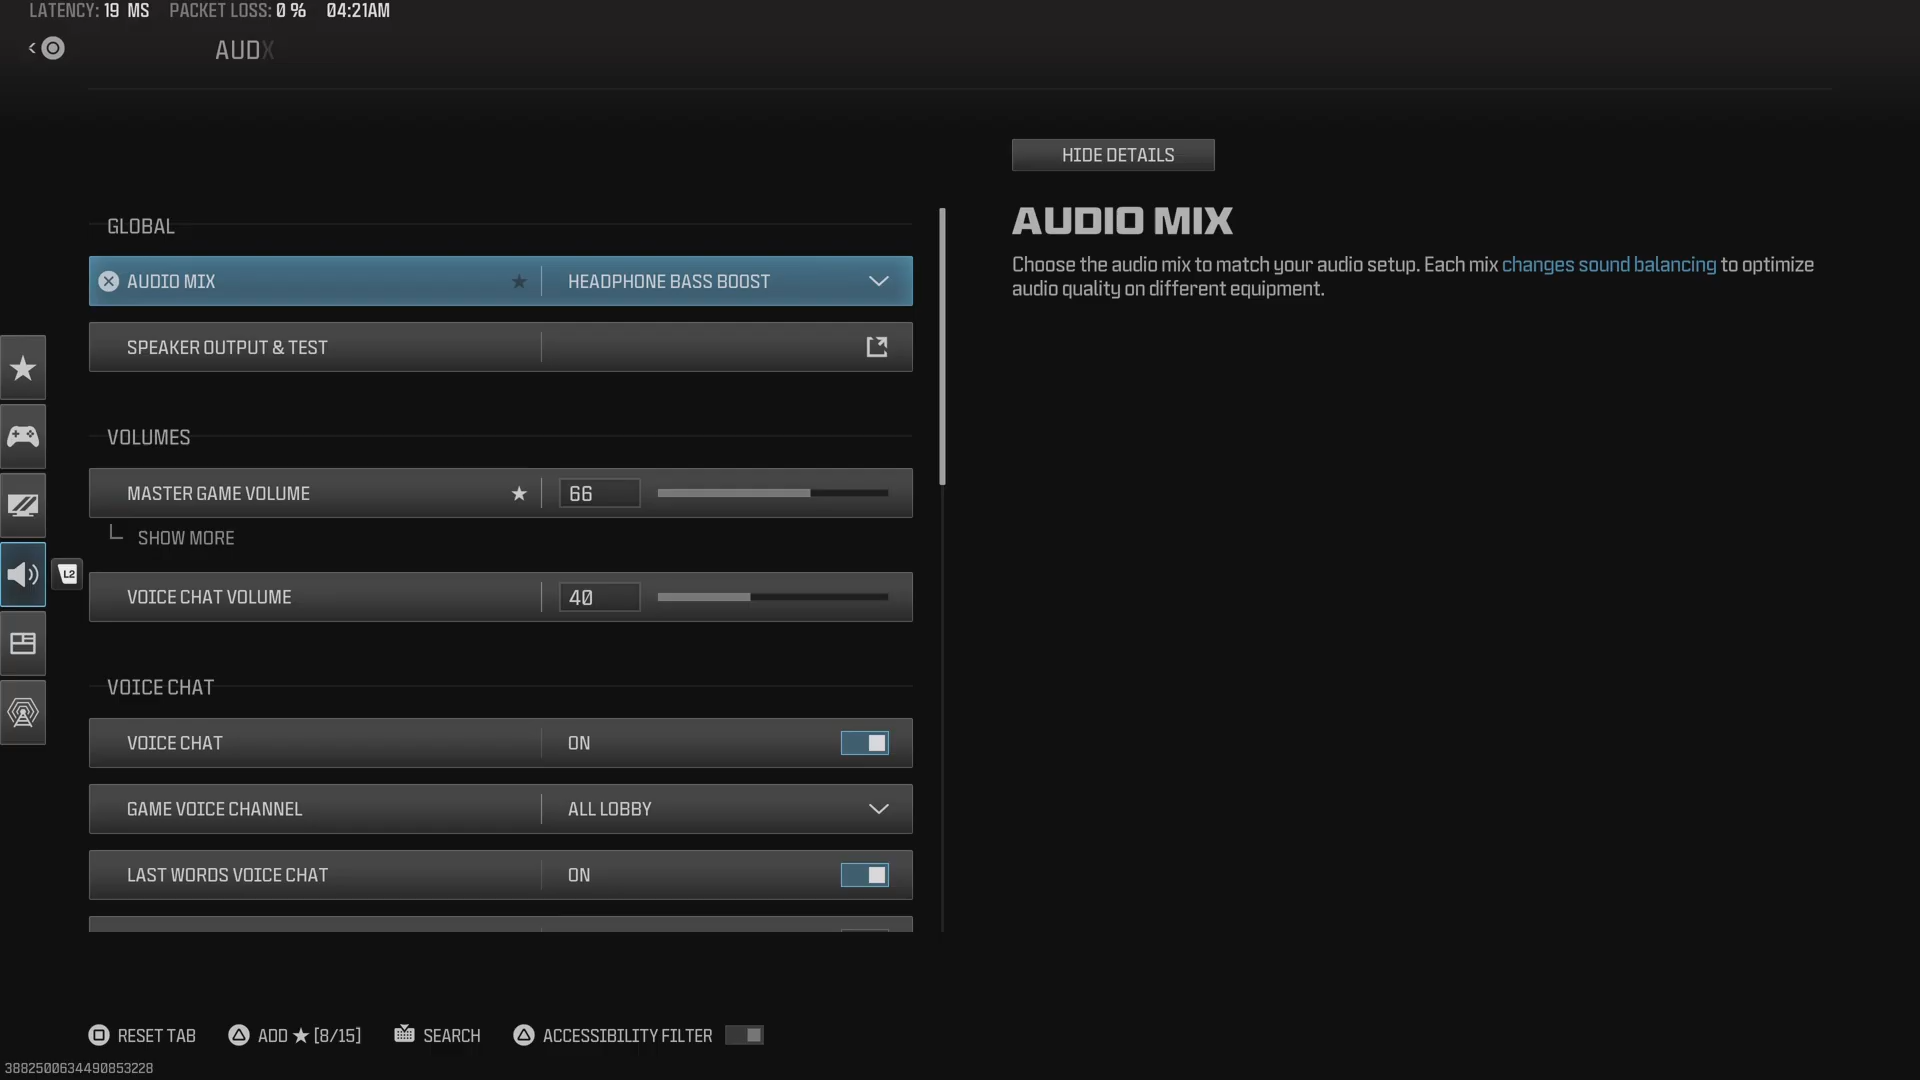 LATENCY: 19 MS PACKET LOSS: 0 % 04:21AM
AUDX
HIDE DETAILS
GLOBAL
AUDIO MIX HEADPHONE BASS BOOST
SPEAKER OUTPUT & TEST
AUDIO MIX
Choose the audio mix to match your audio setup. Each mix changes sound balancing to optimize
audio quality on different equipment.
VOLUMES
MASTER GAME VOLUME ★ 66
SHOW MORE
L2
VOICE CHAT VOLUME 40
VOICE CHAT
VOICE CHAT ON
GAME VOICE CHANNEL ALL LOBBY
LAST WORDS VOICE CHAT ON
RESET TAB ADD ★ [8/15] SEARCH ACCESSIBILITY FILTER
3882500634490853228